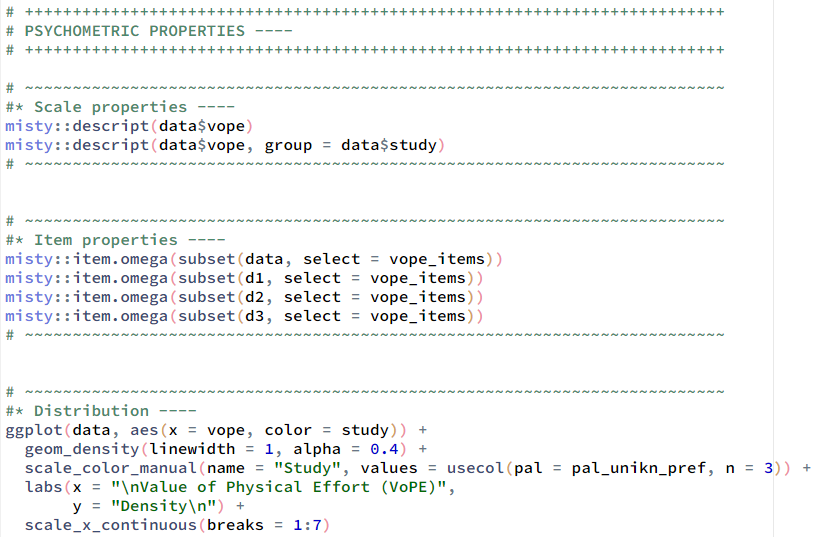 # +++++++++++++++++++++++++++++++++++++++++++++++++++++++++++++++++++++++++
# PSYCHOMETRIC PROPERTIES ----
# +++++++++++++++++++++++++++++++++++++++++++++++++++++++++++++++++++++++++
# ~~~~~~~~~~~~~~~~~~~~~~~~~~~~~~~~~~~~~~~~~~~~~~~~~~~~~~~~~~~~~~~~~~~~~~~~~
#* Scale properties ----
misty::descript(data$vope)
misty::descript(data$vope, group = data$study)
# ~~~~~~~~~~~~~~~~~~~~~~~~~~~~~~~~~~~~~~~~~~~~~~~~~~~~~~~~~~~~~~~~~~~~~~~~~
# ~~~~~~~~~~~~~~~~~~~~~~~~~~~~~~~~~~~~~~~~~~~~~~~~~~~~~~~~~~~~~~~~~~~~~~~~~
#* Item properties ----
misty::item.omega(subset(data, select = vope_items))
misty::item.omega(subset(d1, select = vope_items))
misty::item.omega(subset(d2, select = vope_items))
misty::item.omega(subset(d3, select = vope_items))
# ~~~~~~~~~~~~~~~~~~~~~~~~~~~~~~~~~~~~~~~~~~~~~~~~~~~~~~~~~~~~~~~~~~~~~~~~~
# ~~~~~~~~~~~~~~~~~~~~~~~~~~~~~~~~~~~~~~~~~~~~~~~~~~~~~~~~~~~~~~~~~~~~~~~~~
#* Distribution ----
ggplot(data, aes(x = vope, color = study)) +
  geom_density(linewidth = 1, alpha = 0.4) +
  scale_color_manual(name = "Study", values = usecol(pal = pal_unikn_pref, n = 3)) +
  labs(x = "\nValue of Physical Effort (VoPE)",
       y = "Density\n") +
  scale_x_continuous(breaks = 1:7)